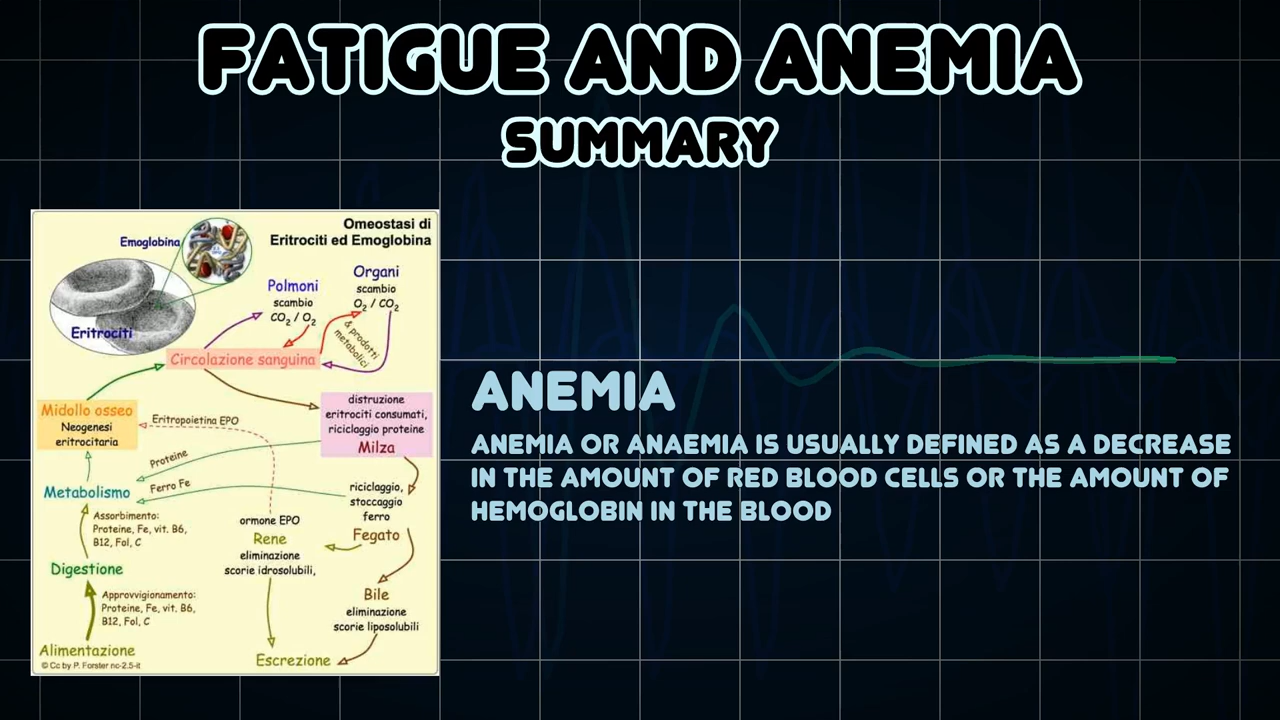 FATIGUE AND ANEMIA
SUMMARY
Omeostasi di
Eritrociti ed Emoglobina
Emoglobina
Eritrociti
Polmoni
scambio
CO2 / O2
Organi
scambio
O2 / CO2
& prodotti
metabolici
Circolazione sanguina
Midollo osseo
Neogenesi
eritrocitaria
Eritropoietina EPO
distruzione
eritrociti consumati,
riciclaggio proteine
Milza
Proteine
Ferro Fe
Metabolismo
riciclaggio,
stoccaggio
ferro
Fegato
Assorbimento:
Proteine, Fe, vit. B6,
B12, Fol, C
ormone EPO
Rene
eliminazione
scorie idrosolubili,
Digestione
Approvvigionamento:
Proteine, Fe, vit. B6,
B12, Fol, C
Bile
eliminazione
scorie liposolubili
Alimentazione
Escrezione
© Cc by P. Forster nc-2.5-it
ANEMIA
ANEMIA OR ANAEMIA IS USUALLY DEFINED AS A DECREASE
IN THE AMOUNT OF RED BLOOD CELLS OR THE AMOUNT OF
HEMOGLOBIN IN THE BLOOD